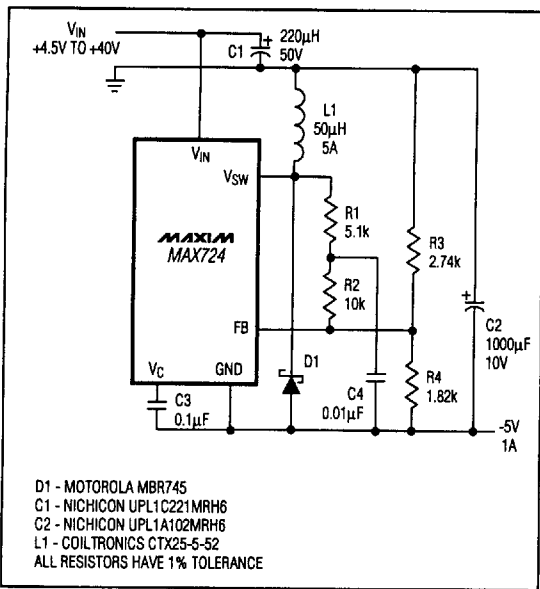 VIN
+4.5V TO +40V
C1
+
220µH
50V
L1
50µH
5A
VIN
VSW
R1
5.1k
MAXIM
MAX724
R3
2.74k
R2
10k
FB
+
C2
1000µF
10V
D1
VC
GND
R4
1.82k
C3
0.1µF
C4
0.01µF
-5V
1A
D1 - MOTOROLA MBR745
C1 - NICHICON UPL1C221MRH6
C2 - NICHICON UPL1A102MRH6
L1 - COILTRONICS CTX25-5-52
ALL RESISTORS HAVE 1% TOLERANCE